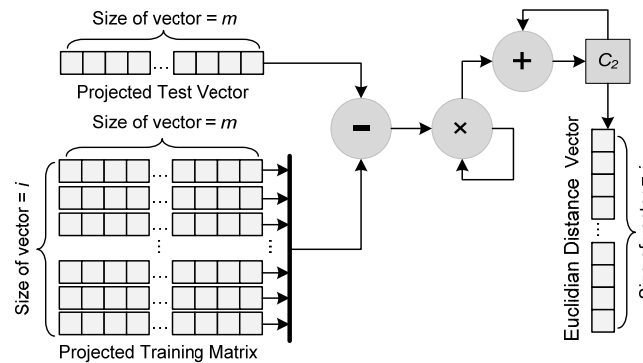 Size of vector = m
Projected Test Vector
Size of vector = m
Size of vector = i
Projected Training Matrix
−
×
+
C₂
Euclidian Distance Vector